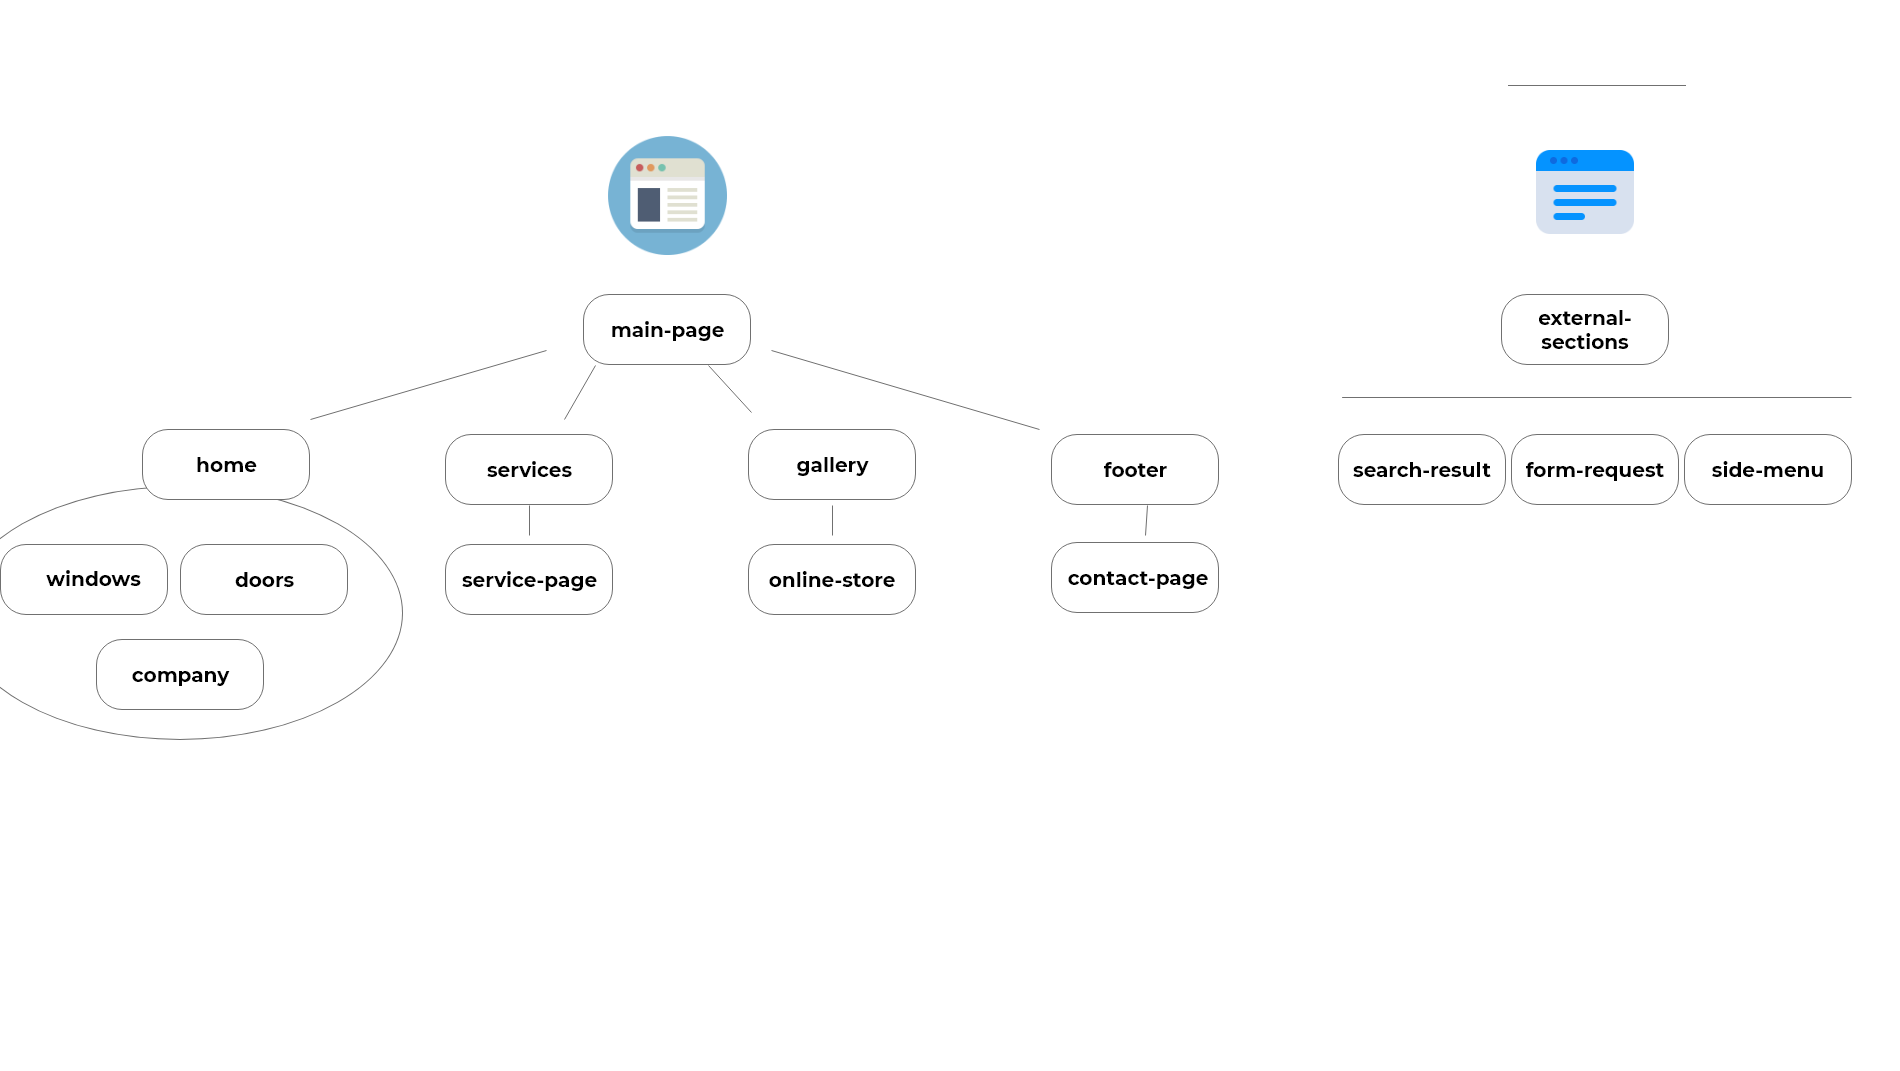 main-page
external-
sections
home
services
gallery
footer
search-result
form-request
side-menu
windows
doors
service-page
online-store
contact-page
company